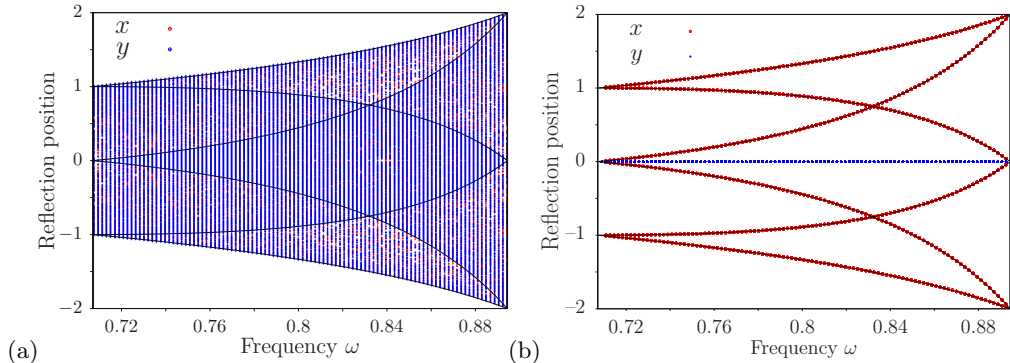 2
1
0
−1
−2
Reflection position
x
y
0.72
0.76
0.8
0.84
0.88
Frequency ω
(a)
2
1
0
−1
−2
Reflection position
x
y
0.72
0.76
0.8
0.84
0.88
Frequency ω
(b)